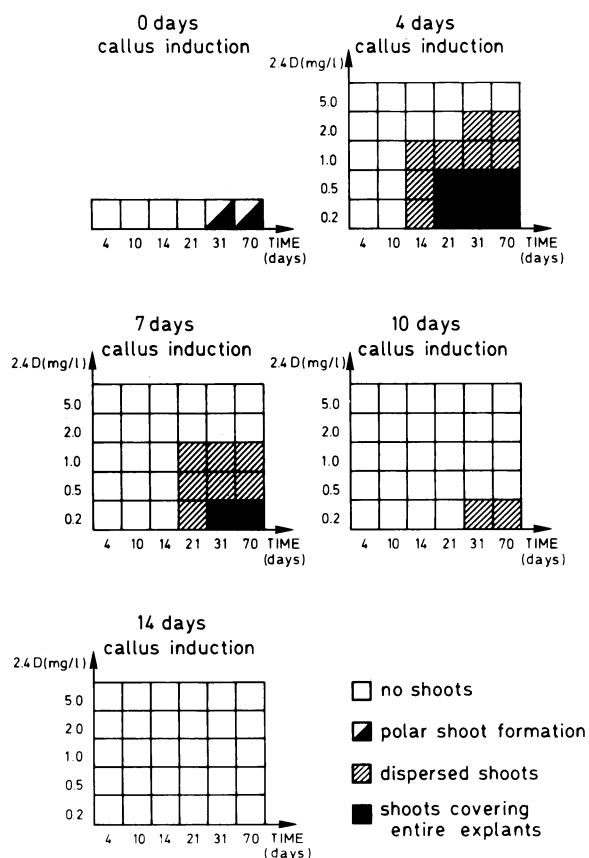 0 days
callus induction
4 10 14 21 31 70 TIME
(days)
4 days
callus induction
2.4 D(mg/l)
5.0
2.0
1.0
0.5
0.2
4 10 14 21 31 70 TIME
(days)
7 days
callus induction
2.4 D(mg/l)
5.0
2.0
1.0
0.5
0.2
4 10 14 21 31 70 TIME
(days)
10 days
callus induction
2.4 D(mg/l)
5.0
2.0
1.0
0.5
0.2
4 10 14 21 31 70 TIME
(days)
14 days
callus induction
2.4 D(mg/l)
5.0
2.0
1.0
0.5
0.2
4 10 14 21 31 70 TIME
(days)
no shoots
polar shoot formation
dispersed shoots
shoots covering
entire explants